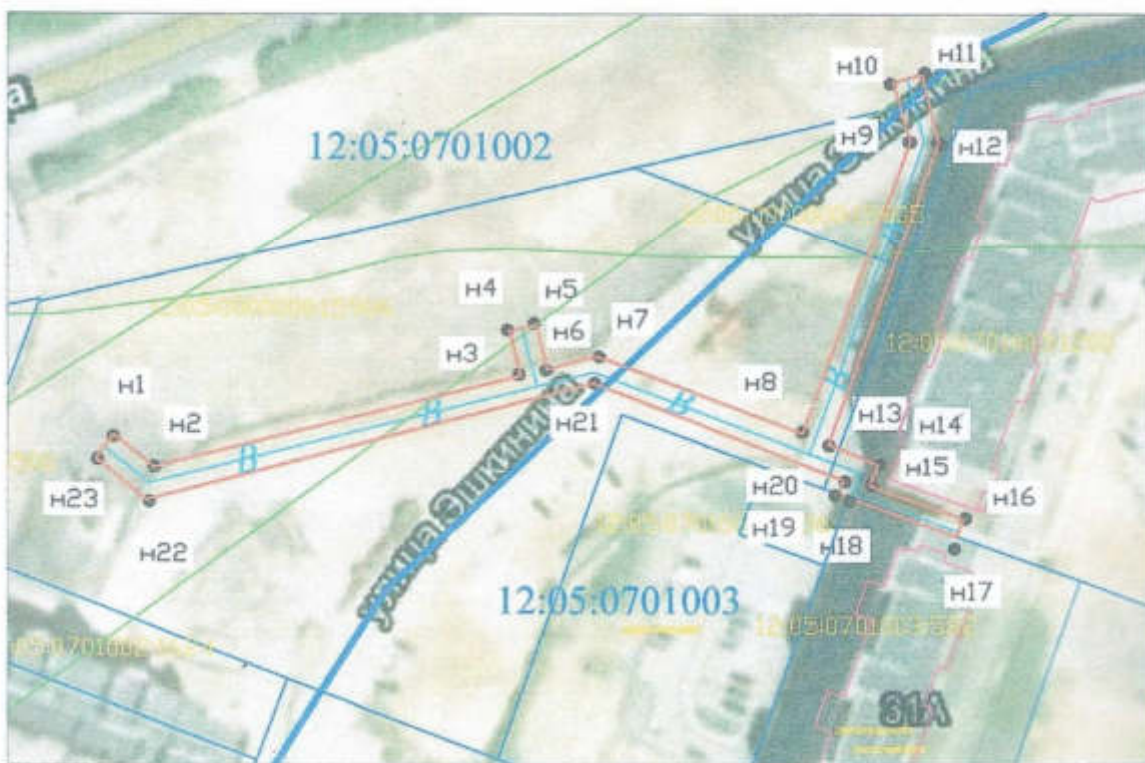 н10
н11
12:05:0701002
н9
н12
улица Эшкинина
н4
н5
н3
н6
н7
В
н8
н1
н2
В
В
В
н21
н13
н14
н15
н23
н20
н16
н22
н19
н18
н17
улица Эшкинина
12:05:0701003
31А